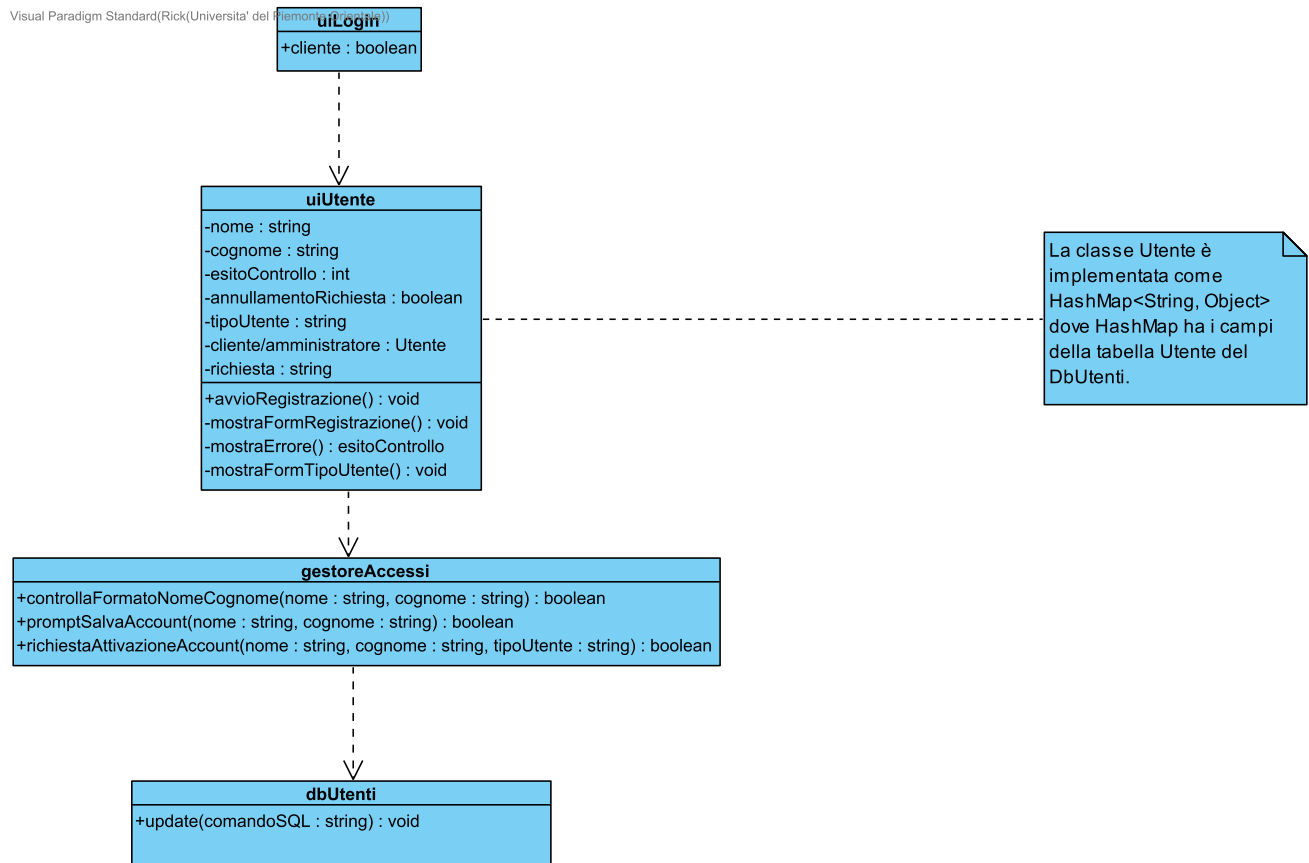 Visual Paradigm Standard(Rick(Universita' del Piemonte Orientale))
uiLogin
+cliente : boolean
uiUtente
-nome : string
-cognome : string
-esitoControllo : int
-annullamentoRichiesta : boolean
-tipoUtente : string
-cliente/amministratore : Utente
-richiesta : string
+avvioRegistrazione() : void
-mostraFormRegistrazione() : void
-mostraErrore() : esitoControllo
-mostraFormTipoUtente() : void
La classe Utente è
implementata come
HashMap<String, Object>
dove HashMap ha i campi
della tabella Utente del
DbUtenti.
gestoreAccessi
+controllaFormatoNomeCognome(nome : string, cognome : string) : boolean
+promptSalvaAccount(nome : string, cognome : string) : boolean
+richiestaAttivazioneAccount(nome : string, cognome : string, tipoUtente : string) : boolean
dbUtenti
+update(comandoSQL : string) : void